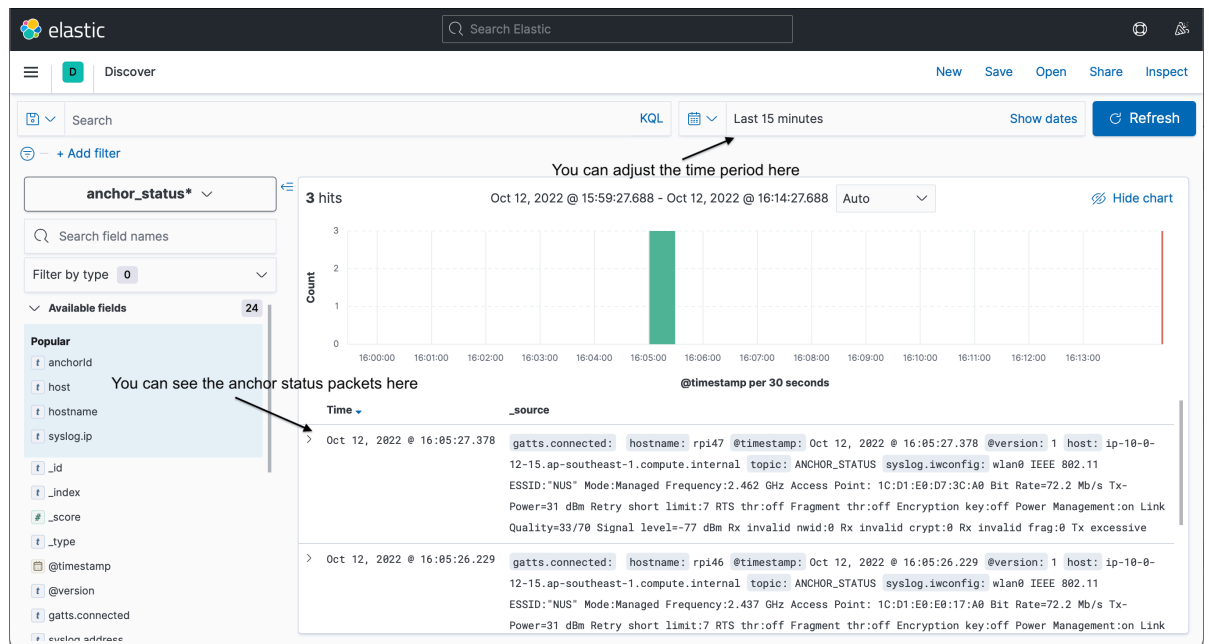 elastic
Search Elastic
D
Discover
New
Save
Open
Share
Inspect
Search
KQL
Last 15 minutes
Show dates
Refresh
+ Add filter
You can adjust the time period here
anchor_status*
3 hits
Oct 12, 2022 @ 15:59:27.688 - Oct 12, 2022 @ 16:14:27.688
Auto
Hide chart
Search field names
Filter by type 0
Available fields
24
Popular
t anchorId
t host
t hostname
t syslog.ip
t _id
t _index
# _score
t _type
@timestamp
t @version
t gatts.connected
t syslog.address
You can see the anchor status packets here
Count
3
2
1
0
16:00:00 16:01:00 16:02:00 16:03:00 16:04:00 16:05:00 16:06:00 16:07:00 16:08:00 16:09:00 16:10:00 16:11:00 16:12:00 16:13:00
@timestamp per 30 seconds
Time
_source
Oct 12, 2022 @ 16:05:27.378
gatts.connected: hostname: rpi47 @timestamp: Oct 12, 2022 @ 16:05:27.378 @version: 1 host: ip-10-0-
12-15.ap-southeast-1.compute.internal topic: ANCHOR_STATUS syslog.iwconfig: wlan0 IEEE 802.11
ESSID:"NUS" Mode:Managed Frequency:2.462 GHz Access Point: 1C:D1:E0:D7:3C:A0 Bit Rate=72.2 Mb/s Tx-
Power=31 dBm Retry short limit:7 RTS thr:off Fragment thr:off Encryption key:off Power Management:on Link
Quality=33/70 Signal level=-77 dBm Rx invalid nwid:0 Rx invalid crypt:0 Rx invalid frag:0 Tx excessive
Oct 12, 2022 @ 16:05:26.229
gatts.connected: hostname: rpi46 @timestamp: Oct 12, 2022 @ 16:05:26.229 @version: 1 host: ip-10-0-
12-15.ap-southeast-1.compute.internal topic: ANCHOR_STATUS syslog.iwconfig: wlan0 IEEE 802.11
ESSID:"NUS" Mode:Managed Frequency:2.437 GHz Access Point: 1C:D1:E0:E0:17:A0 Bit Rate=72.2 Mb/s Tx-
Power=31 dBm Retry short limit:7 RTS thr:off Fragment thr:off Encryption key:off Power Management:on Link